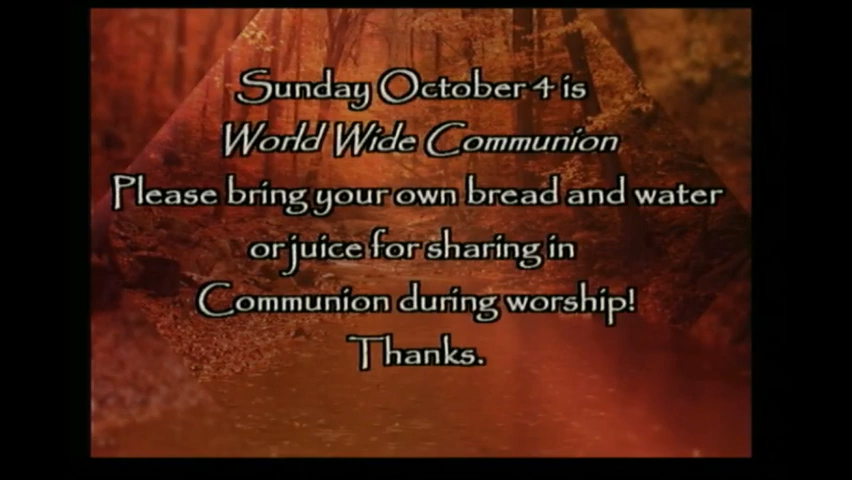 Sunday October 4 is
World Wide Communion
Please bring your own bread and water
or juice for sharing in
Communion during worship!
Thanks.